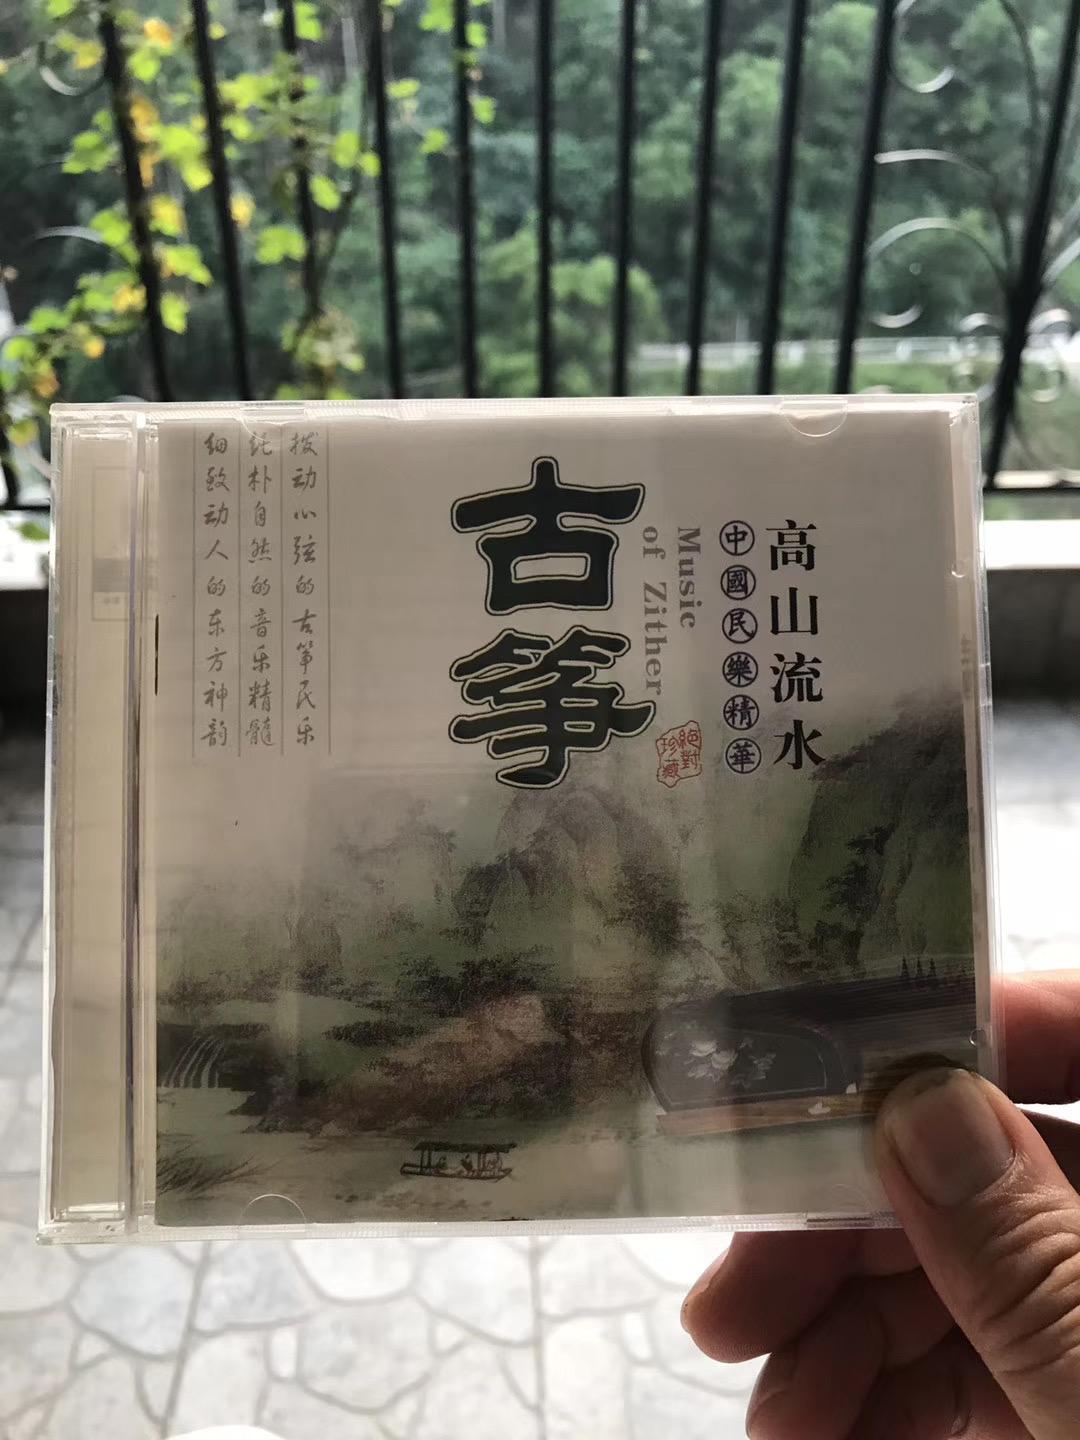 高山流水
中國民樂精華
Music
of Zither
絕對
珍藏
古筝
拨动心弦的古筝民乐
纯朴自然的音乐精髓
细致动人的东方神韵